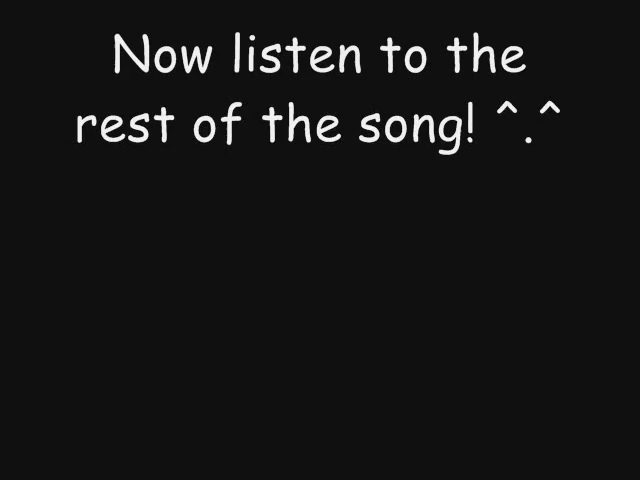 Now listen to the
rest of the song! ^.^